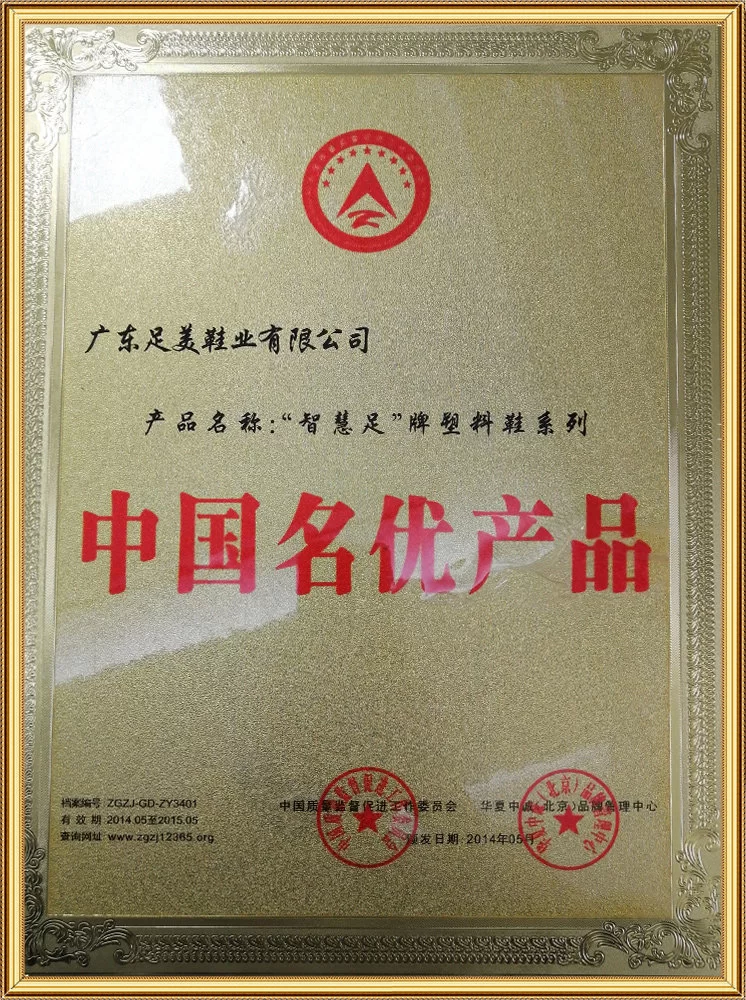 广东足美鞋业有限公司
产品名称:“智慧足”牌塑料鞋系列
中国名优产品
档案编号 ZGZJ-GD-ZY3401
有 效 期 2014.05至2015.05
查询网址 www.zgzj12365.org
中国质量监督促进工作委员会 华夏中诚(北京)品牌管理中心
颁发日期 2014年05月